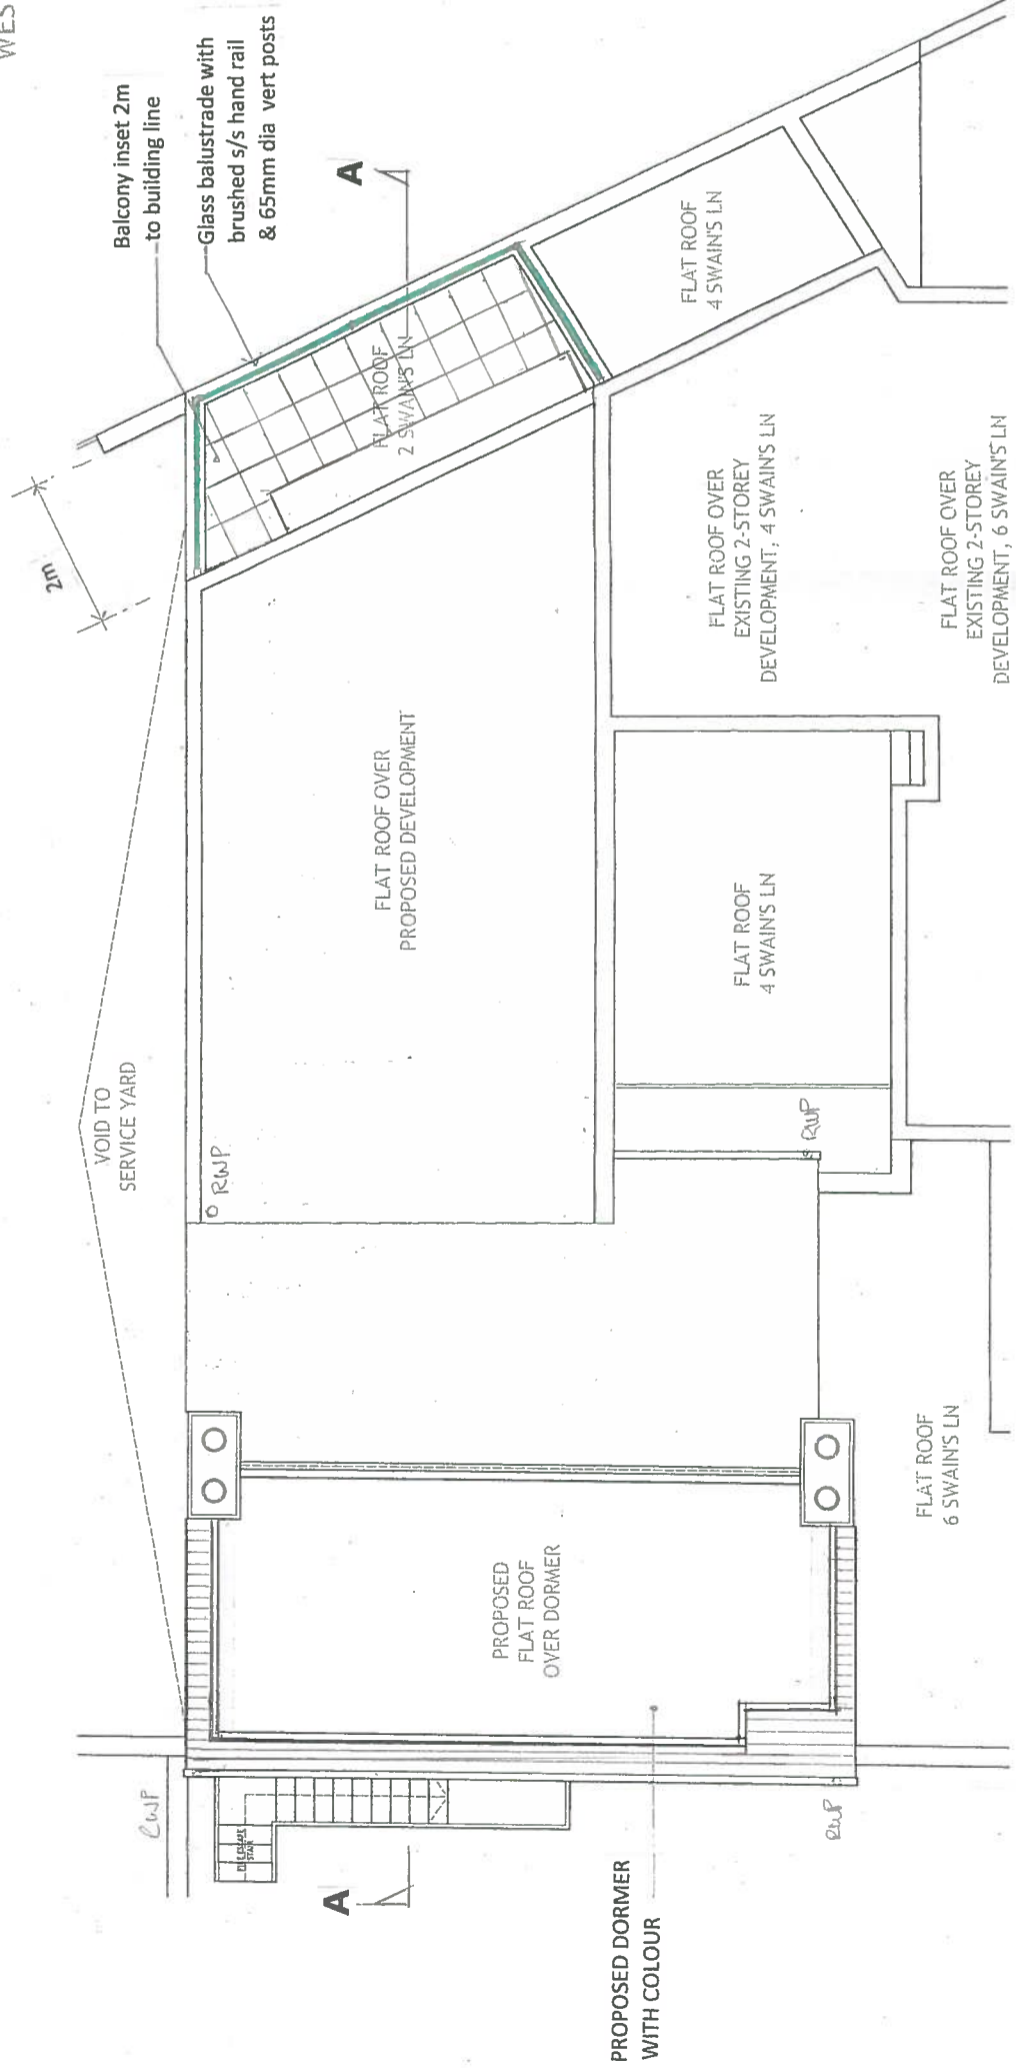 WES
Balcony inset 2m
to building line
Glass balustrade with
brushed s/s hand rail
& 65mm dia vert posts
A
2m
FLAT ROOF
2 SWAIN'S LN
FLAT ROOF
4 SWAIN'S LN
FLAT ROOF OVER
EXISTING 2-STOREY
DEVELOPMENT, 4 SWAIN'S LN
FLAT ROOF OVER
EXISTING 2-STOREY
DEVELOPMENT, 6 SWAIN'S LN
FLAT ROOF OVER
PROPOSED DEVELOPMENT
FLAT ROOF
4 SWAIN'S LN
VOID TO
SERVICE YARD
RWP
RWP
FLAT ROOF
6 SWAIN'S LN
PROPOSED
FLAT ROOF
OVER DORMER
RWP
FIRE ESCAPE
STAIR
RWP
A
PROPOSED DORMER
WITH COLOUR